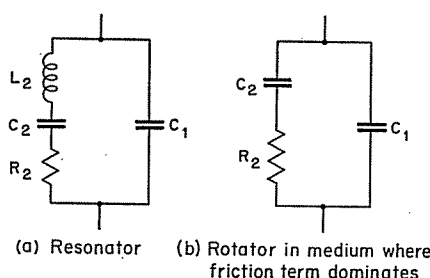 L2
C2
R2
C1
C2
R2
C1
(a) Resonator
(b) Rotator in medium where
friction term dominates